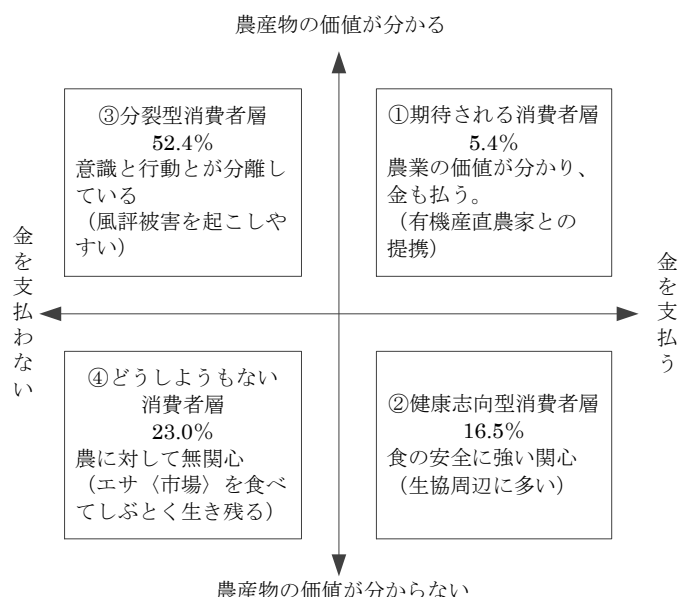 農産物の価値が分かる
③分裂型消費者層
52.4%
意識と行動とが分離し
ている
（風評被害を起こしや
すい）
①期待される消費者層
5.4%
農業の価値が分かり、
金も払う。
（有機産直農家との
提携）
金を支払わない
金を支払う
④どうしようもない
消費者層
23.0%
農に対して無関心
（エサ〈市場〉を食べ
てしぶとく生き残る）
②健康志向型消費者層
16.5%
食の安全に強い関心
（生協周辺に多い）
農産物の価値が分からない